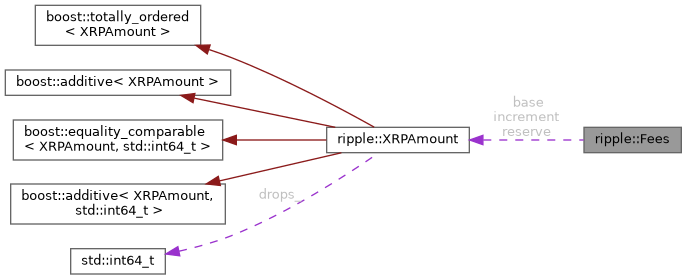 boost::totally_ordered
< XRPAmount >
boost::additive< XRPAmount >
boost::equality_comparable
< XRPAmount, std::int64_t >
boost::additive< XRPAmount,
std::int64_t >
std::int64_t
drops_
ripple::XRPAmount
base
increment
reserve
ripple::Fees